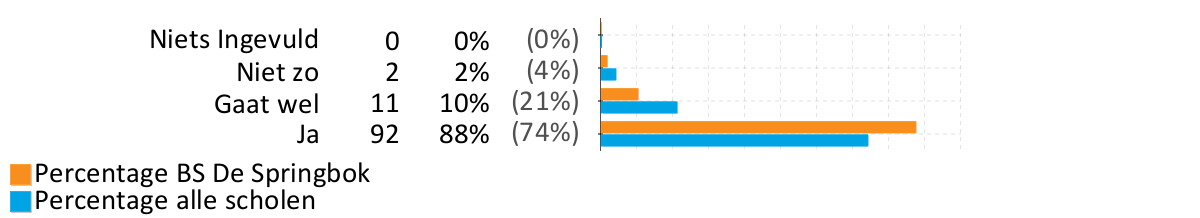 Niets Ingevuld 0 0% (0%)
Niet zo 2 2% (4%)
Gaat wel 11 10% (21%)
Ja 92 88% (74%)
Percentage BS De Springbok
Percentage alle scholen